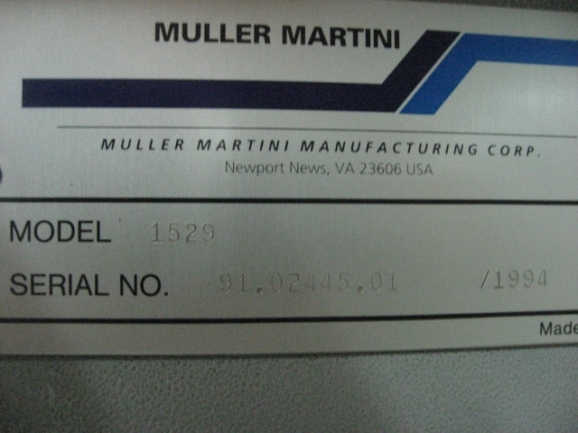 MULLER MARTINI
MULLER MARTINI MANUFACTURING CORP.
Newport News, VA 23606 USA
MODEL 1529
SERIAL NO. 91.02445.01 /1994
Made